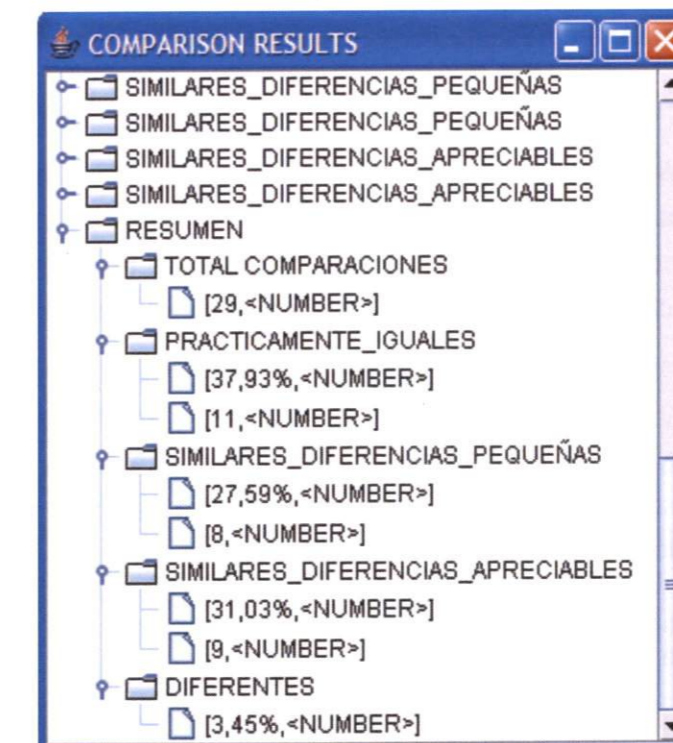 COMPARISON RESULTS
SIMILARES_DIFERENCIAS_PEQUEÑAS
SIMILARES_DIFERENCIAS_PEQUEÑAS
SIMILARES_DIFERENCIAS_APRECIABLES
SIMILARES_DIFERENCIAS_APRECIABLES
RESUMEN
TOTAL COMPARACIONES
[29,<NUMBER>]
PRACTICAMENTE_IGUALES
[37,93%,<NUMBER>]
[11,<NUMBER>]
SIMILARES_DIFERENCIAS_PEQUEÑAS
[27,59%,<NUMBER>]
[8,<NUMBER>]
SIMILARES_DIFERENCIAS_APRECIABLES
[31,03%,<NUMBER>]
[9,<NUMBER>]
DIFERENTES
[3,45%,<NUMBER>]